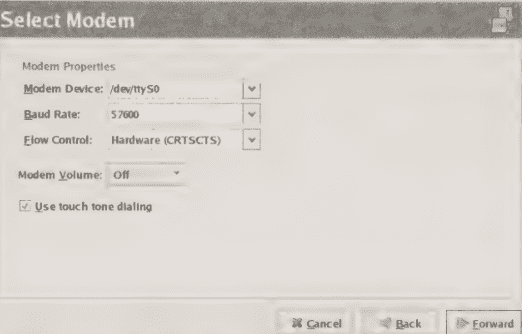 Select Modem
Modem Properties
Modem Device: /dev/ttyS0
Baud Rate: 57600
Flow Control: Hardware (CRTSCTS)
Modem Volume: Off
Use touch tone dialing
Cancel Back Forward